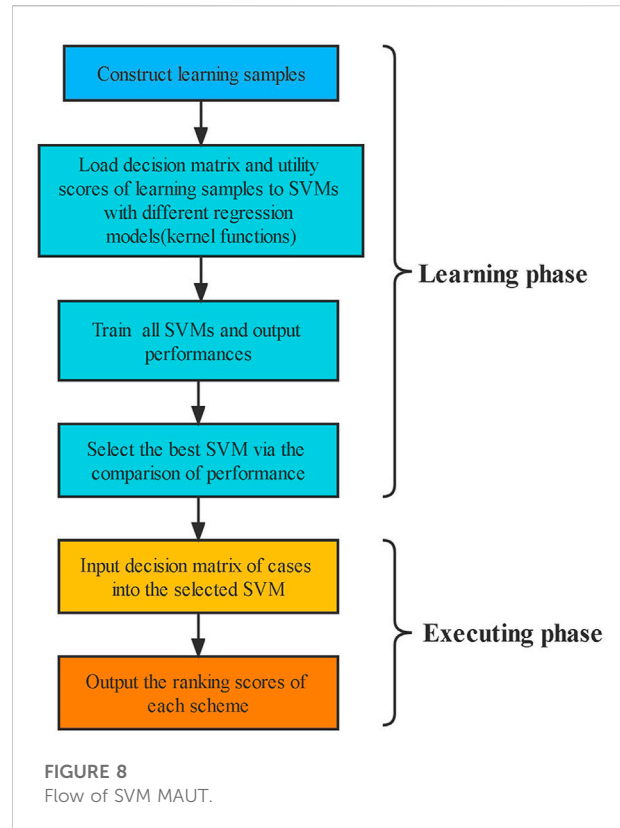 Construct learning samples
Load decision matrix and utility
scores of learning samples to SVMs
with different regression
models(kernel functions)
Learning phase
Train all SVMs and output
performances
Select the best SVM via the
comparison of performance
Input decision matrix of cases
into the selected SVM
Executing phase
Output the ranking scores of
each scheme
FIGURE 8
Flow of SVM MAUT.